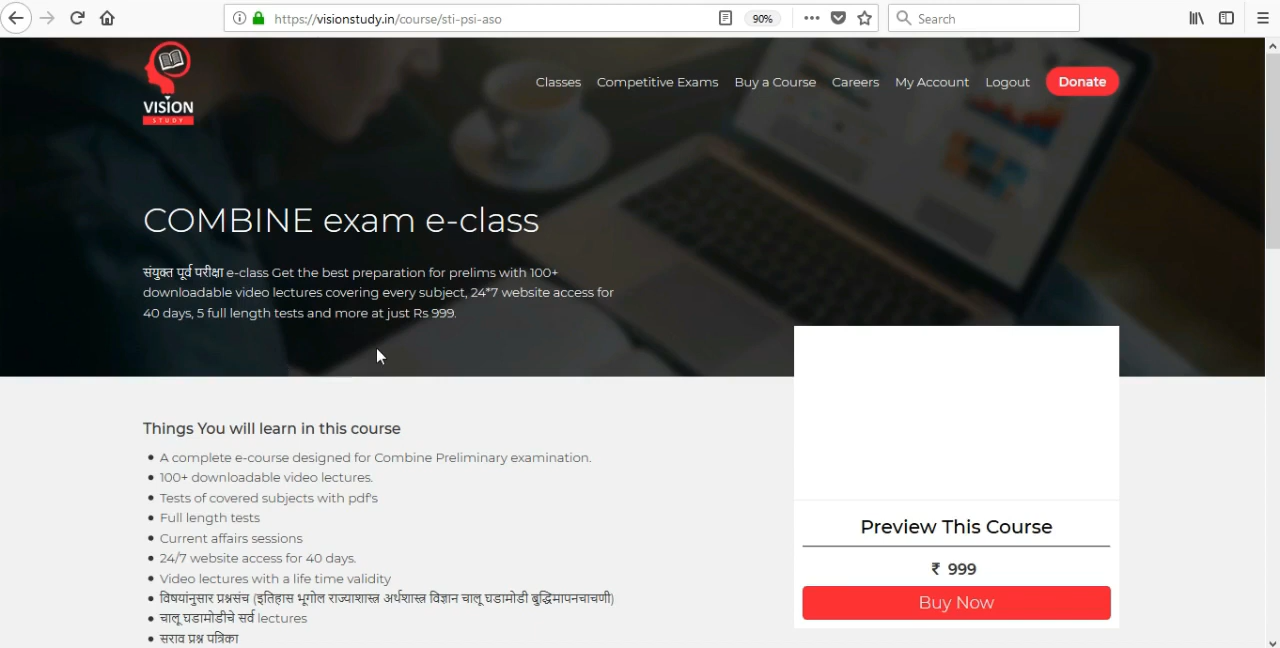 https://visionstudy.in/course/sti-psi-aso
90%
Search
VISION
STUDY
Classes
Competitive Exams
Buy a Course
Careers
My Account
Logout
Donate
COMBINE exam e-class
संयुक्त पूर्व परीक्षा e-class Get the best preparation for prelims with 100+
downloadable video lectures covering every subject, 24*7 website access for
40 days, 5 full length tests and more at just Rs 999.
Things You will learn in this course
A complete e-course designed for Combine Preliminary examination.
100+ downloadable video lectures.
Tests of covered subjects with pdf's
Full length tests
Current affairs sessions
24/7 website access for 40 days.
Video lectures with a life time validity
विषयांनुसार प्रश्नसंच (इतिहास भूगोल राज्याशास्त्र अर्थशास्त्र विज्ञान चालू घडामोडी बुद्धिमापनचाचणी)
चालू घडामोडीचे सर्व lectures
सराव प्रश्न पत्रिका
Preview This Course
₹ 999
Buy Now